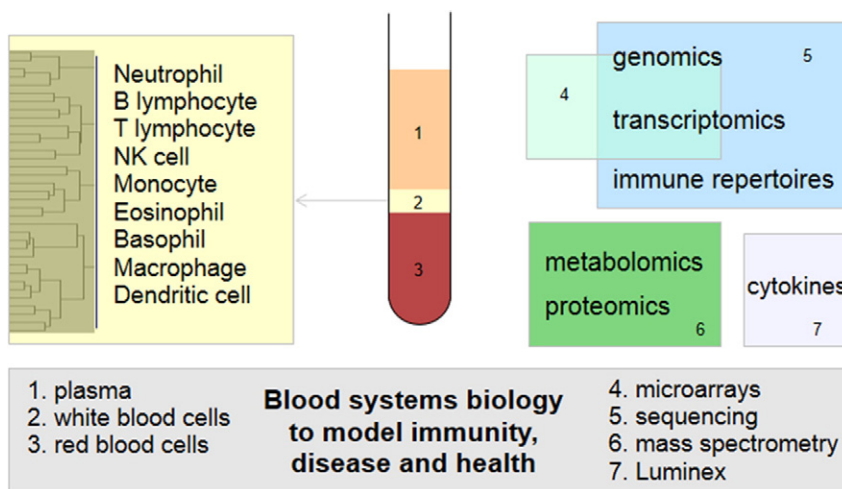 Neutrophil
B lymphocyte
T lymphocyte
NK cell
Monocyte
Eosinophil
Basophil
Macrophage
Dendritic cell
1
2
3
genomics
5
4
transcriptomics
immune repertoires
metabolomics
proteomics
6
cytokines
7
1. plasma
2. white blood cells
3. red blood cells
Blood systems biology
to model immunity,
disease and health
4. microarrays
5. sequencing
6. mass spectrometry
7. Luminex